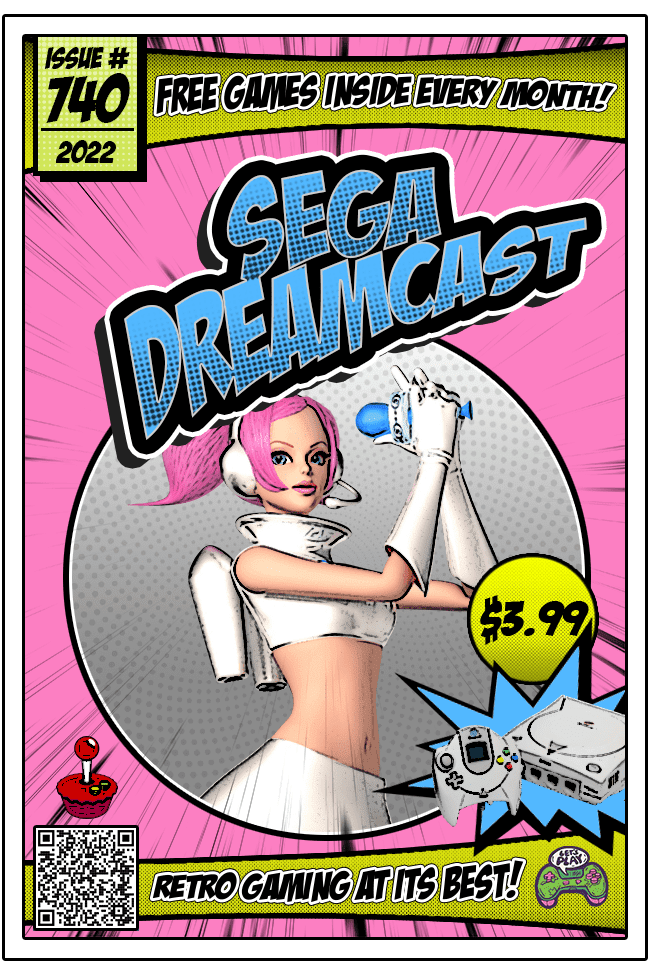 ISSUE #
740
2022
FREE GAMES INSIDE EVERY MONTH!
SEGA
DREAMCAST
$3.99
LET'S
PLAY
RETRO GAMING AT ITS BEST!